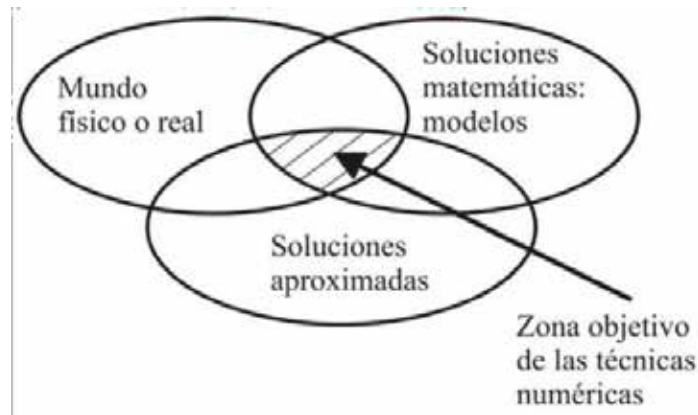 Mundo
físico o real
Soluciones
matemáticas:
modelos
Soluciones
aproximadas
Zona objetivo
de las técnicas
numéricas